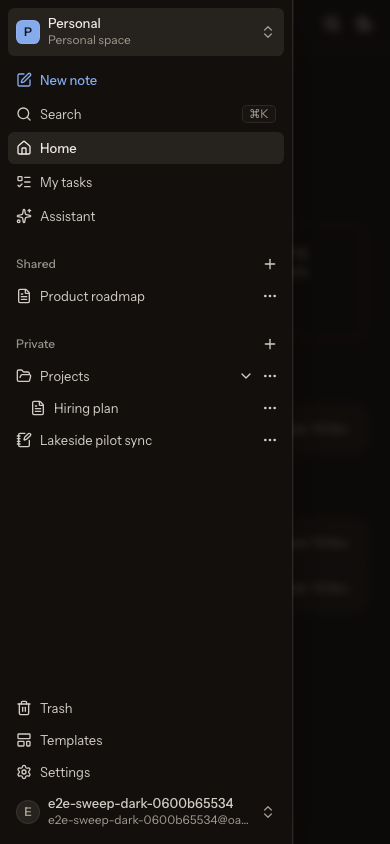 P
Personal
Personal space
New note
Search ⌘K
Home
My tasks
Assistant
Shared
Product roadmap
Private
Projects
Hiring plan
Lakeside pilot sync
Trash
Templates
Settings
E
e2e-sweep-dark-0600b65534
e2e-sweep-dark-0600b65534@oa...